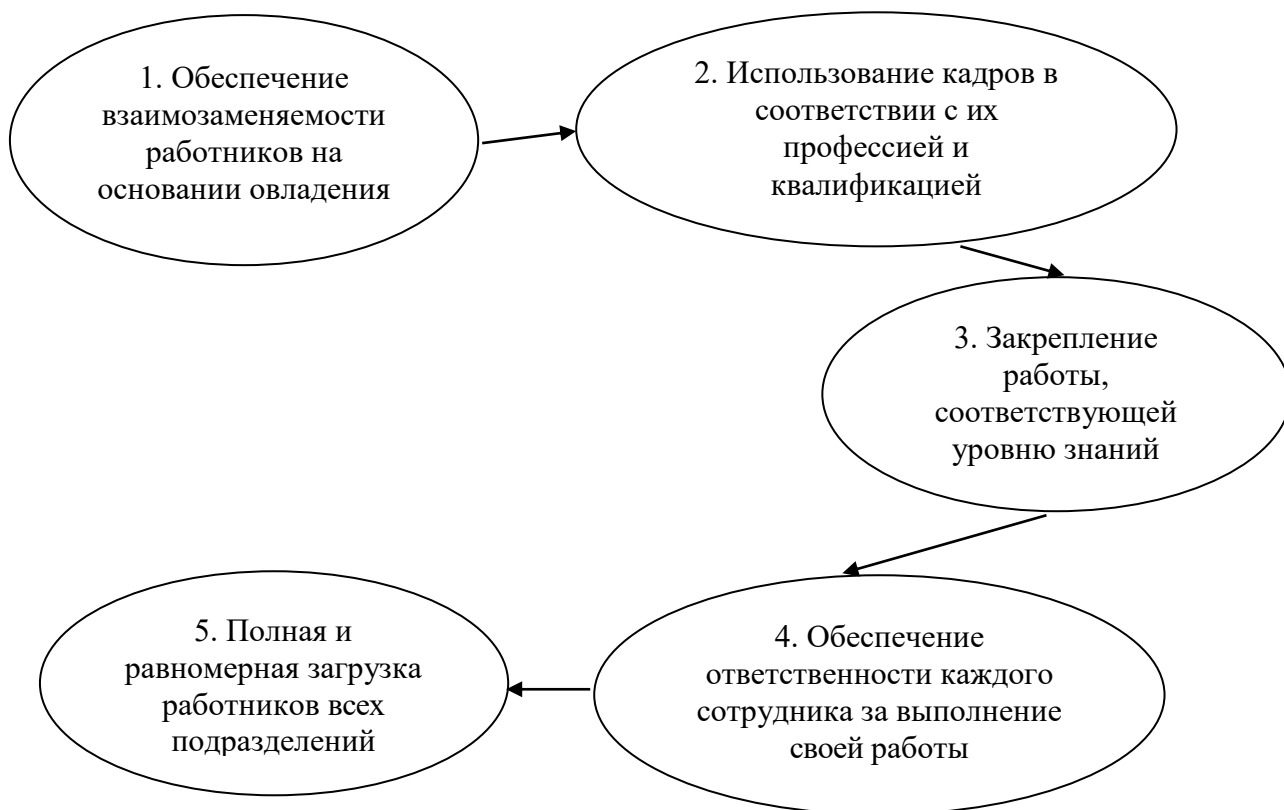 1. Обеспечение
взаимозаменяемости
работников на
основании овладения
2. Использование кадров в
соответствии с их
профессией и
квалификацией
3. Закрепление
работы,
соответствующей
уровню знаний
4. Обеспечение
ответственности каждого
сотрудника за выполнение
своей работы
5. Полная и
равномерная загрузка
работников всех
подразделений